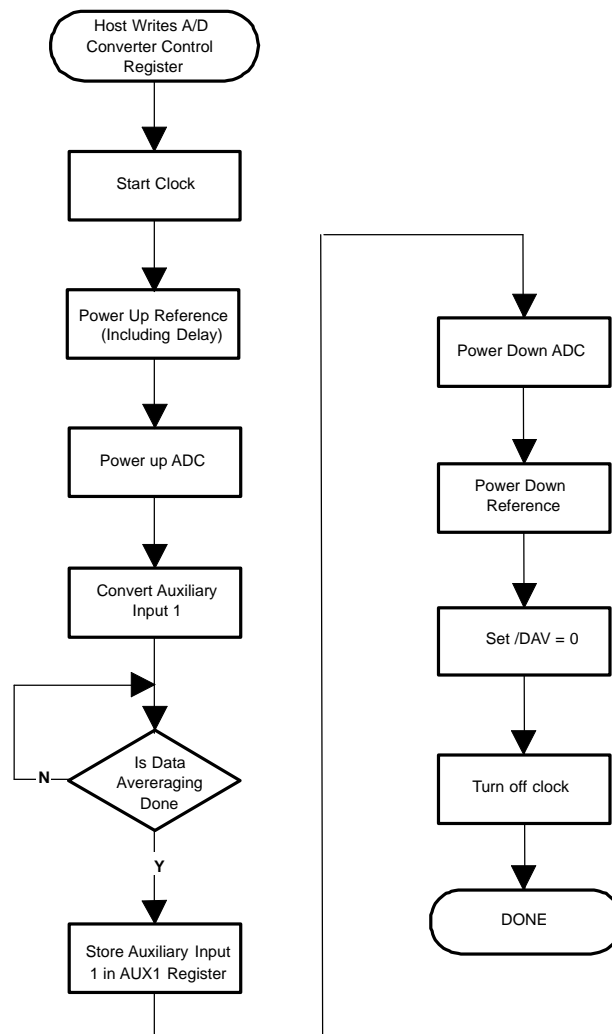 Host Writes A/D
Converter Control
Register
Start Clock
Power Up Reference
(Including Delay)
Power up ADC
Convert Auxiliary
Input 1
Is Data
Avereraging
Done
N
Y
Store Auxiliary Input
1 in AUX1 Register
Power Down ADC
Power Down
Reference
Set /DAV = 0
Turn off clock
DONE